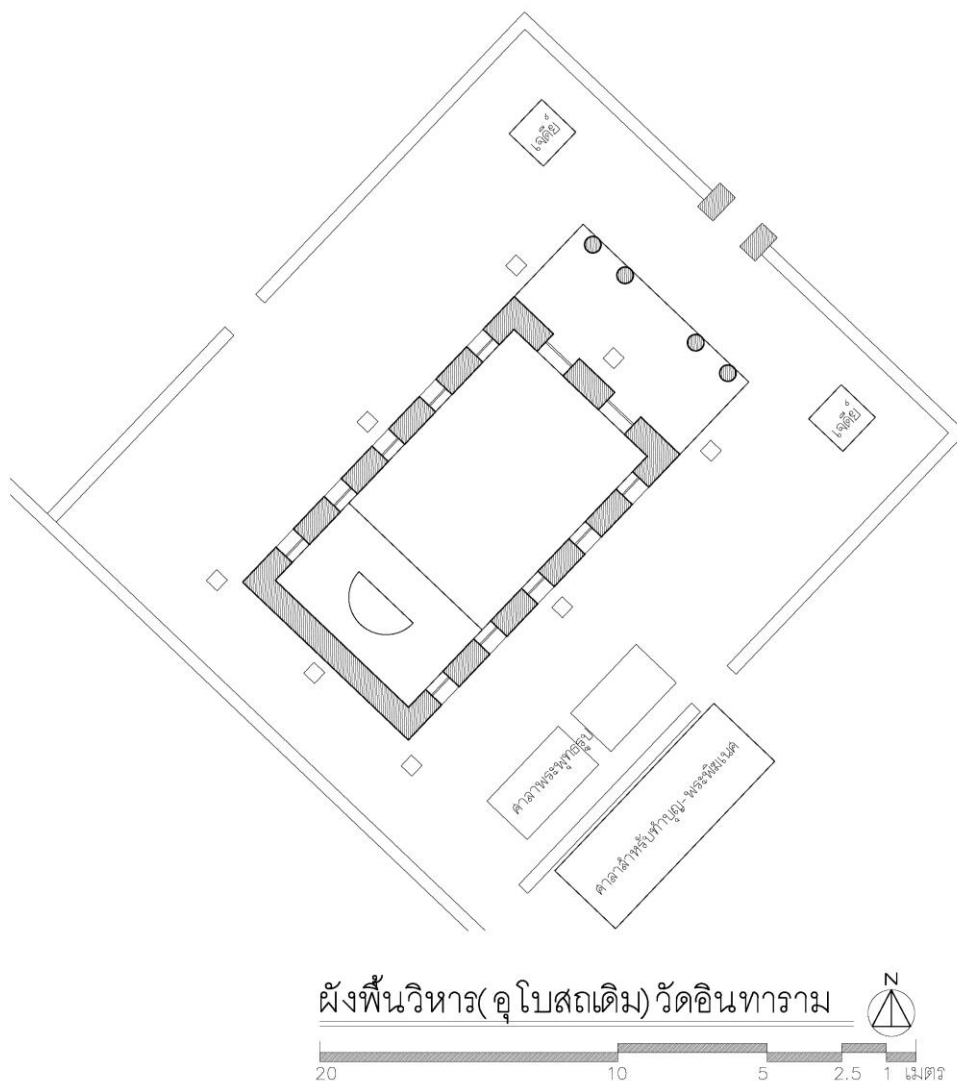 เจดีย์
เจดีย์
ศาลาพระพุทธรูป
ศาลาสำหรับทำบุญ-พระพิฆเนศ
ผังพื้นวิหาร(อุโบสถเดิม)วัดอินทาราม
N
20 10 5 2.5 1 เมตร